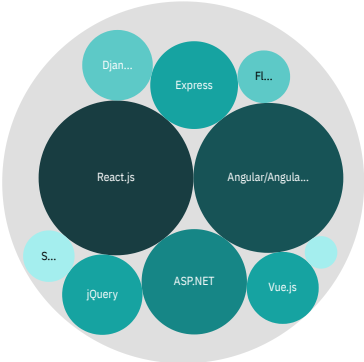 Djan...
Express
Fl...
React.js
Angular/Angula...
S...
jQuery
ASP.NET
Vue.js